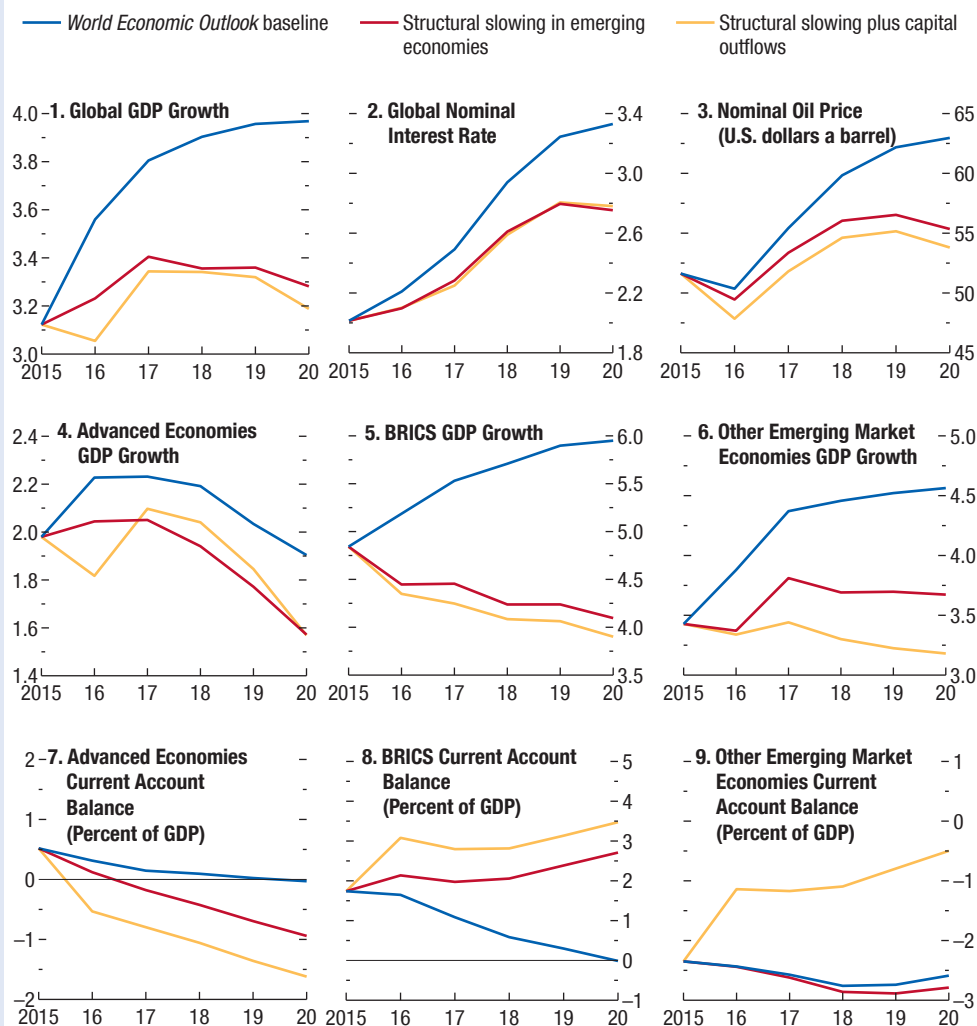 World Economic Outlook baseline
Structural slowing in emerging
economies
Structural slowing plus capital
outflows
1. Global GDP Growth
4.0
3.8
3.6
3.4
3.2
3.0
2015 16 17 18 19 20
2. Global Nominal
Interest Rate
3.4
3.0
2.6
2.2
1.8
2015 16 17 18 19 20
3. Nominal Oil Price
(U.S. dollars a barrel)
65
60
55
50
45
2015 16 17 18 19 20
4. Advanced Economies
GDP Growth
2.4
2.2
2.0
1.8
1.6
1.4
2015 16 17 18 19 20
5. BRICS GDP Growth
6.0
5.5
5.0
4.5
4.0
3.5
2015 16 17 18 19 20
6. Other Emerging Market
Economies GDP Growth
5.0
4.5
4.0
3.5
3.0
2015 16 17 18 19 20
7. Advanced Economies
Current Account
Balance
(Percent of GDP)
2
1
0
–1
–2
2015 16 17 18 19 20
8. BRICS Current Account
Balance
(Percent of GDP)
5
4
3
2
1
0
–1
2015 16 17 18 19 20
9. Other Emerging Market
Economies Current
Account Balance
(Percent of GDP)
1
0
–1
–2
–3
2015 16 17 18 19 20